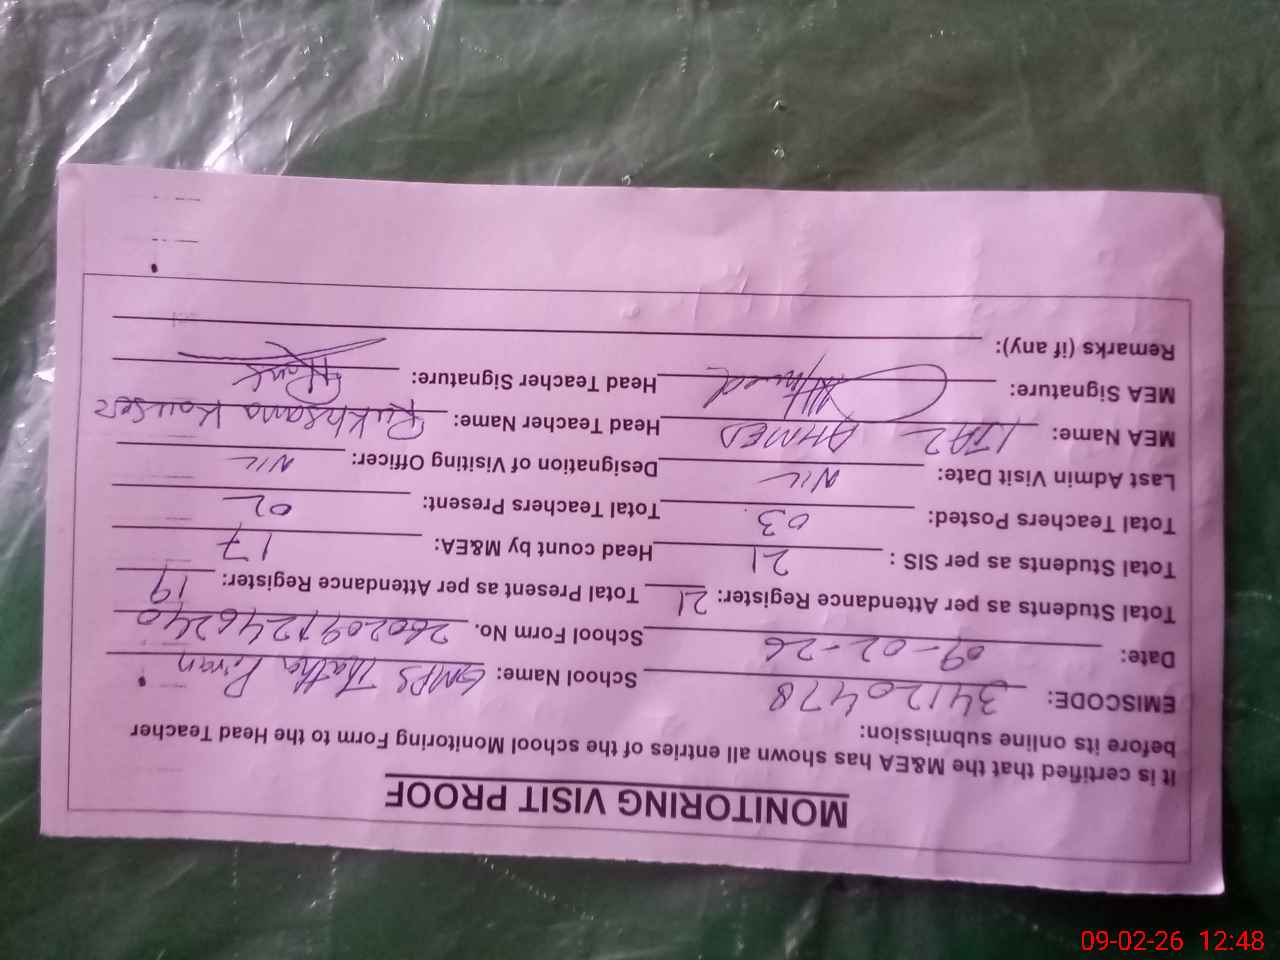 MONITORING VISIT PROOF
It is certified that the M&EA has shown all entries of the school Monitoring Form to the Head Teacher
before its online submission:
EMISCODE: 34120478 School Name: GMPS Thatha Piran
Date: 09-02-26 School Form No. 2602091246240
Total Students as per Attendance Register: 21 Total Present as per Attendance Register: 19
Total Students as per SIS : 21 Head count by M&EA: 17
Total Teachers Posted: 03 Total Teachers Present: 02
Last Admin Visit Date: NIL Designation of Visiting Officer: NIL
MEA Name: IJAZ AHMED Head Teacher Name: Rukhsana Kouser
MEA Signature: Head Teacher Signature:
Remarks (if any):
09-02-26 12:48